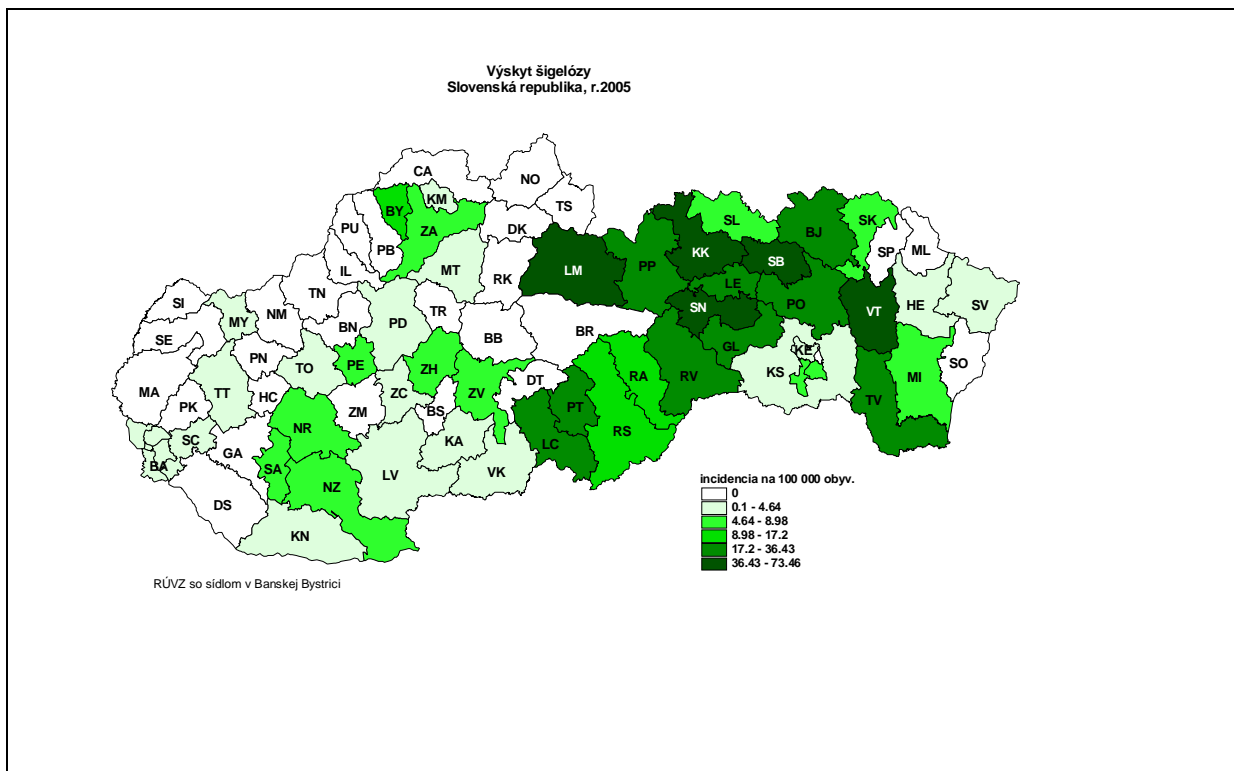 Výskyt šigelózy
Slovenská republika, r.2005
CA
NO
KM
TS
BY
ZA
PU
DK
PB
SL
BJ
SK
SP
ML
KK
SB
IL
MT
RK
LM
PP
LE
PO
HE
SV
SI
TN
NM
MY
BN
PD
TR
SN
VT
SE
BB
BR
GL
KE
PN
TO
PE
ZH
RA
RV
KS
MI
SO
MA
PK
TT
HC
ZM
ZC
BS
ZV
DT
PT
TV
SC
NR
KA
LC
RS
BA
GA
SA
NZ
LV
VK
DS
KN
incidencia na 100 000 obyv.
0
0.1 - 4.64
4.64 - 8.98
8.98 - 17.2
17.2 - 36.43
36.43 - 73.46
RÚVZ so sídlom v Banskej Bystrici